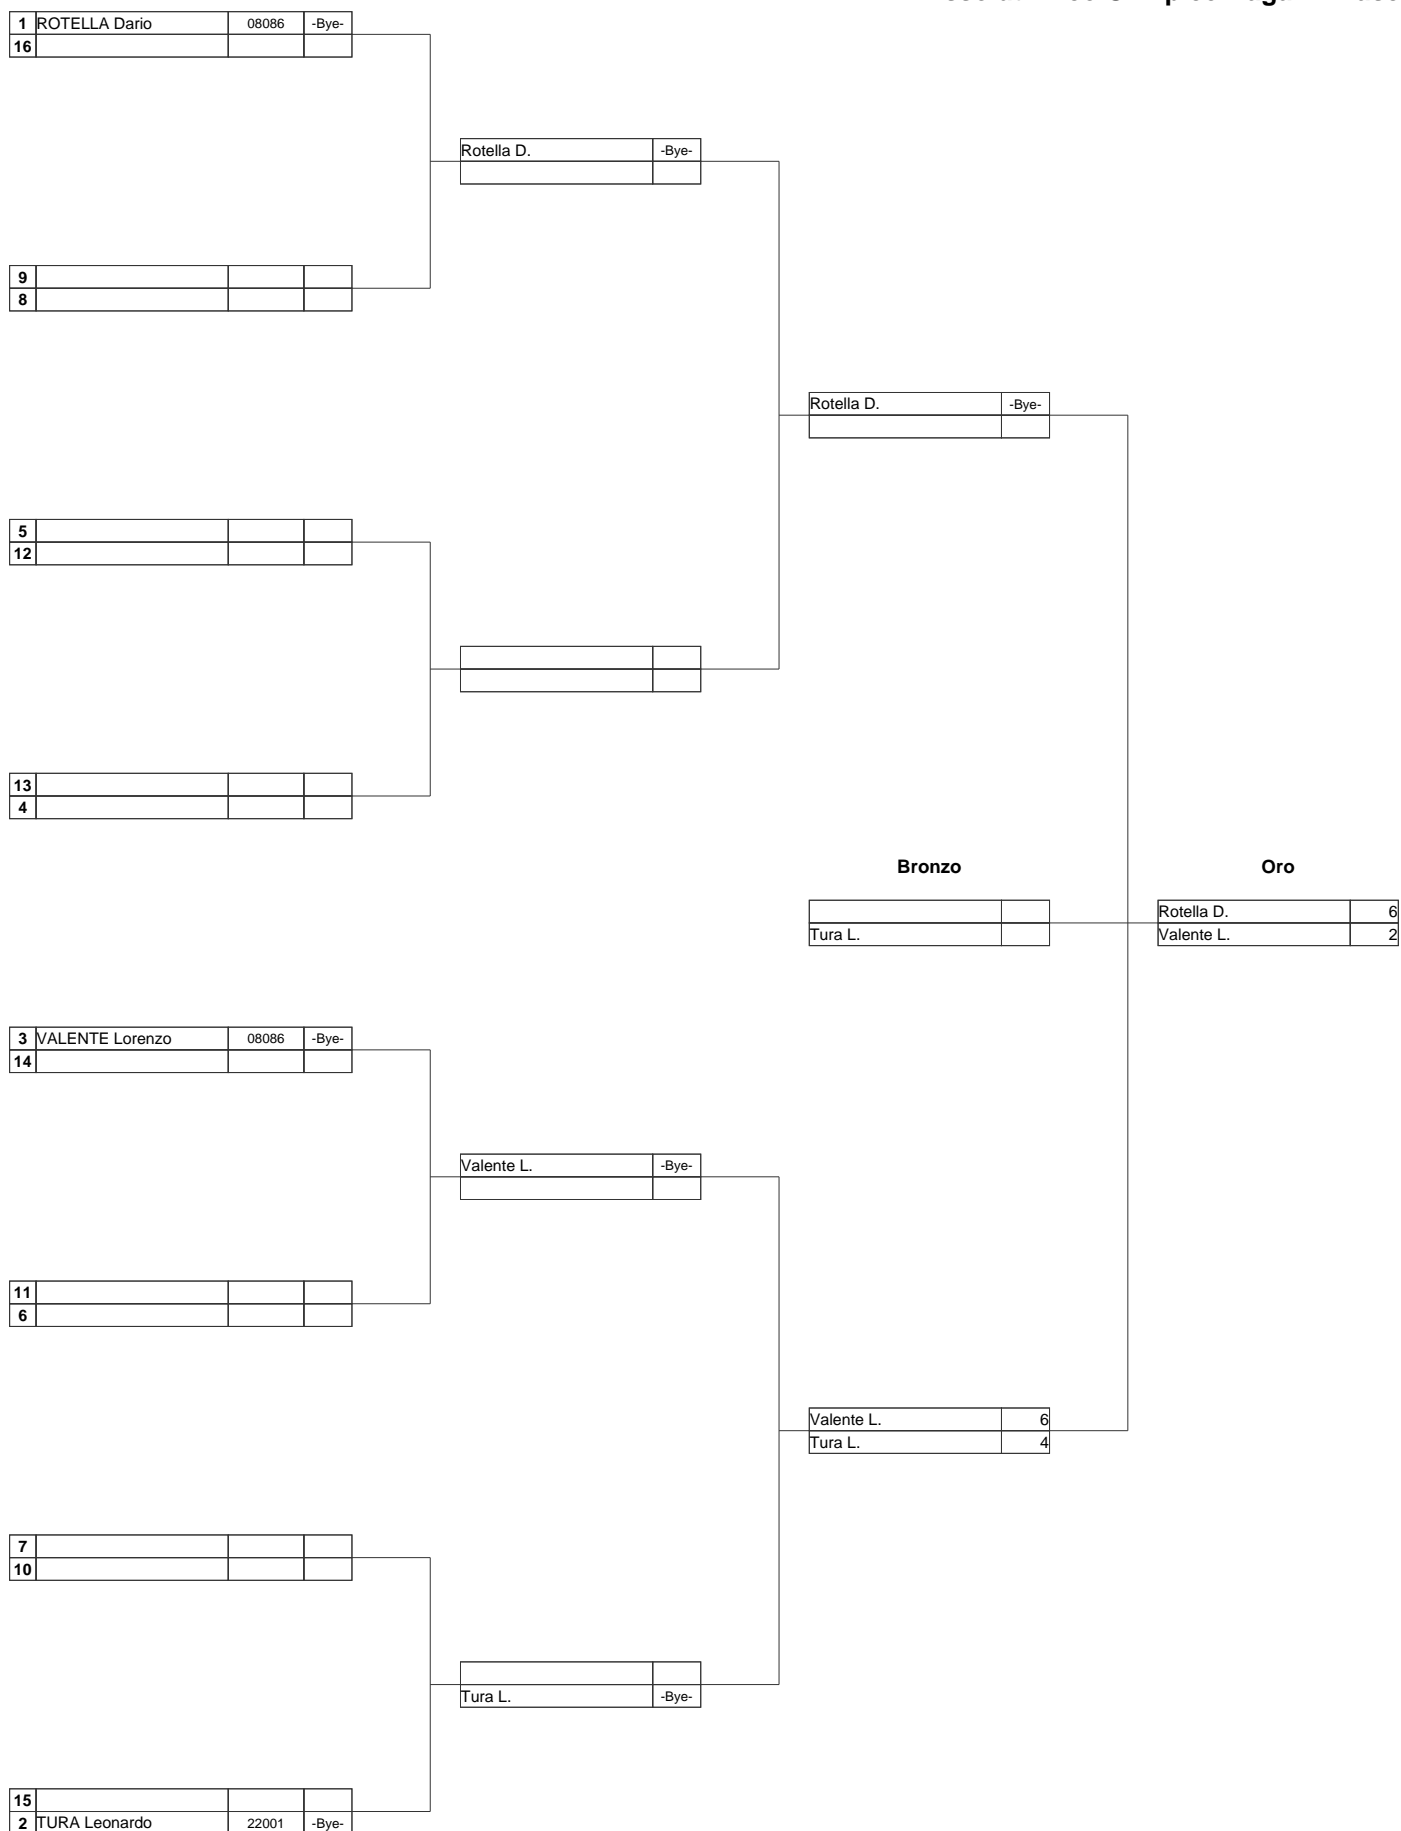 1 ROTELLA Dario 08086 -Bye-
16
Rotella D. -Bye-
9
8
Rotella D. -Bye-
5
12
13
4
Bronzo Oro
Rotella D. 6
Tura L. Valente L. 2
3 VALENTE Lorenzo 08086 -Bye-
14
Valente L. -Bye-
11
6
Valente L. 6
Tura L. 4
7
10
Tura L. -Bye-
15
2 TURA Leonardo 22001 -Bye-